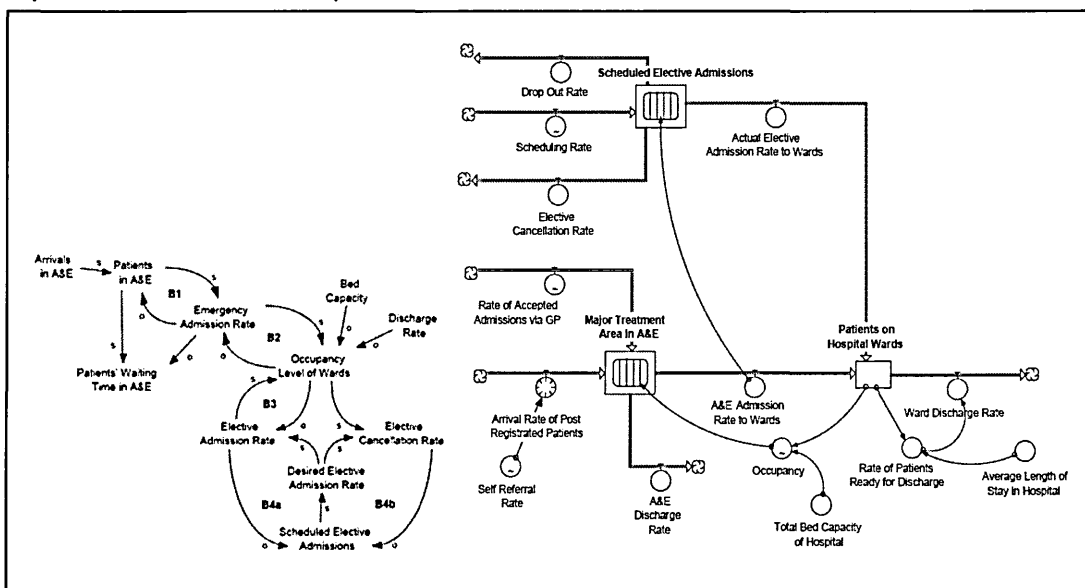 Drop Out Rate
Scheduled Elective Admissions
Scheduling Rate
Actual Elective
Admission Rate to Wards
Elective
Cancellation Rate
Rate of Accepted
Admissions via GP
Major Treatment
Area in A&E
Patients on
Hospital Wards
Arrival Rate of Post
Registrated Patients
Self Referral
Rate
A&E Admission
Rate to Wards
A&E
Discharge
Rate
Occupancy
Total Bed Capacity
of Hospital
Ward Discharge Rate
Rate of Patients
Ready for Discharge
Average Length of
Stay in Hospital
Arrivals
in A&E
s
Patients
in A&E
s
B1
o
s
Emergency
Admission Rate
o
Patients' Waiting
Time in A&E
s
B2
o
Bed
Capacity
o
Discharge
Rate
o
Occupancy
Level of Wards
s
B3
o
s
Elective
Admission Rate
s
s
Elective
Cancellation Rate
Desired Elective
Admission Rate
B4a
s
B4b
o
Scheduled Elective
Admissions
o